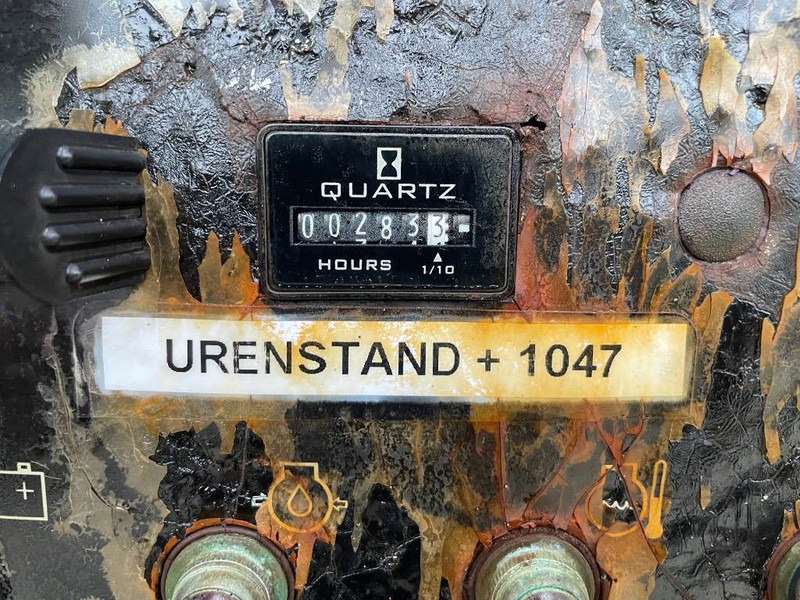 QUARTZ
002833
HOURS 1/10
URENSTAND + 1047